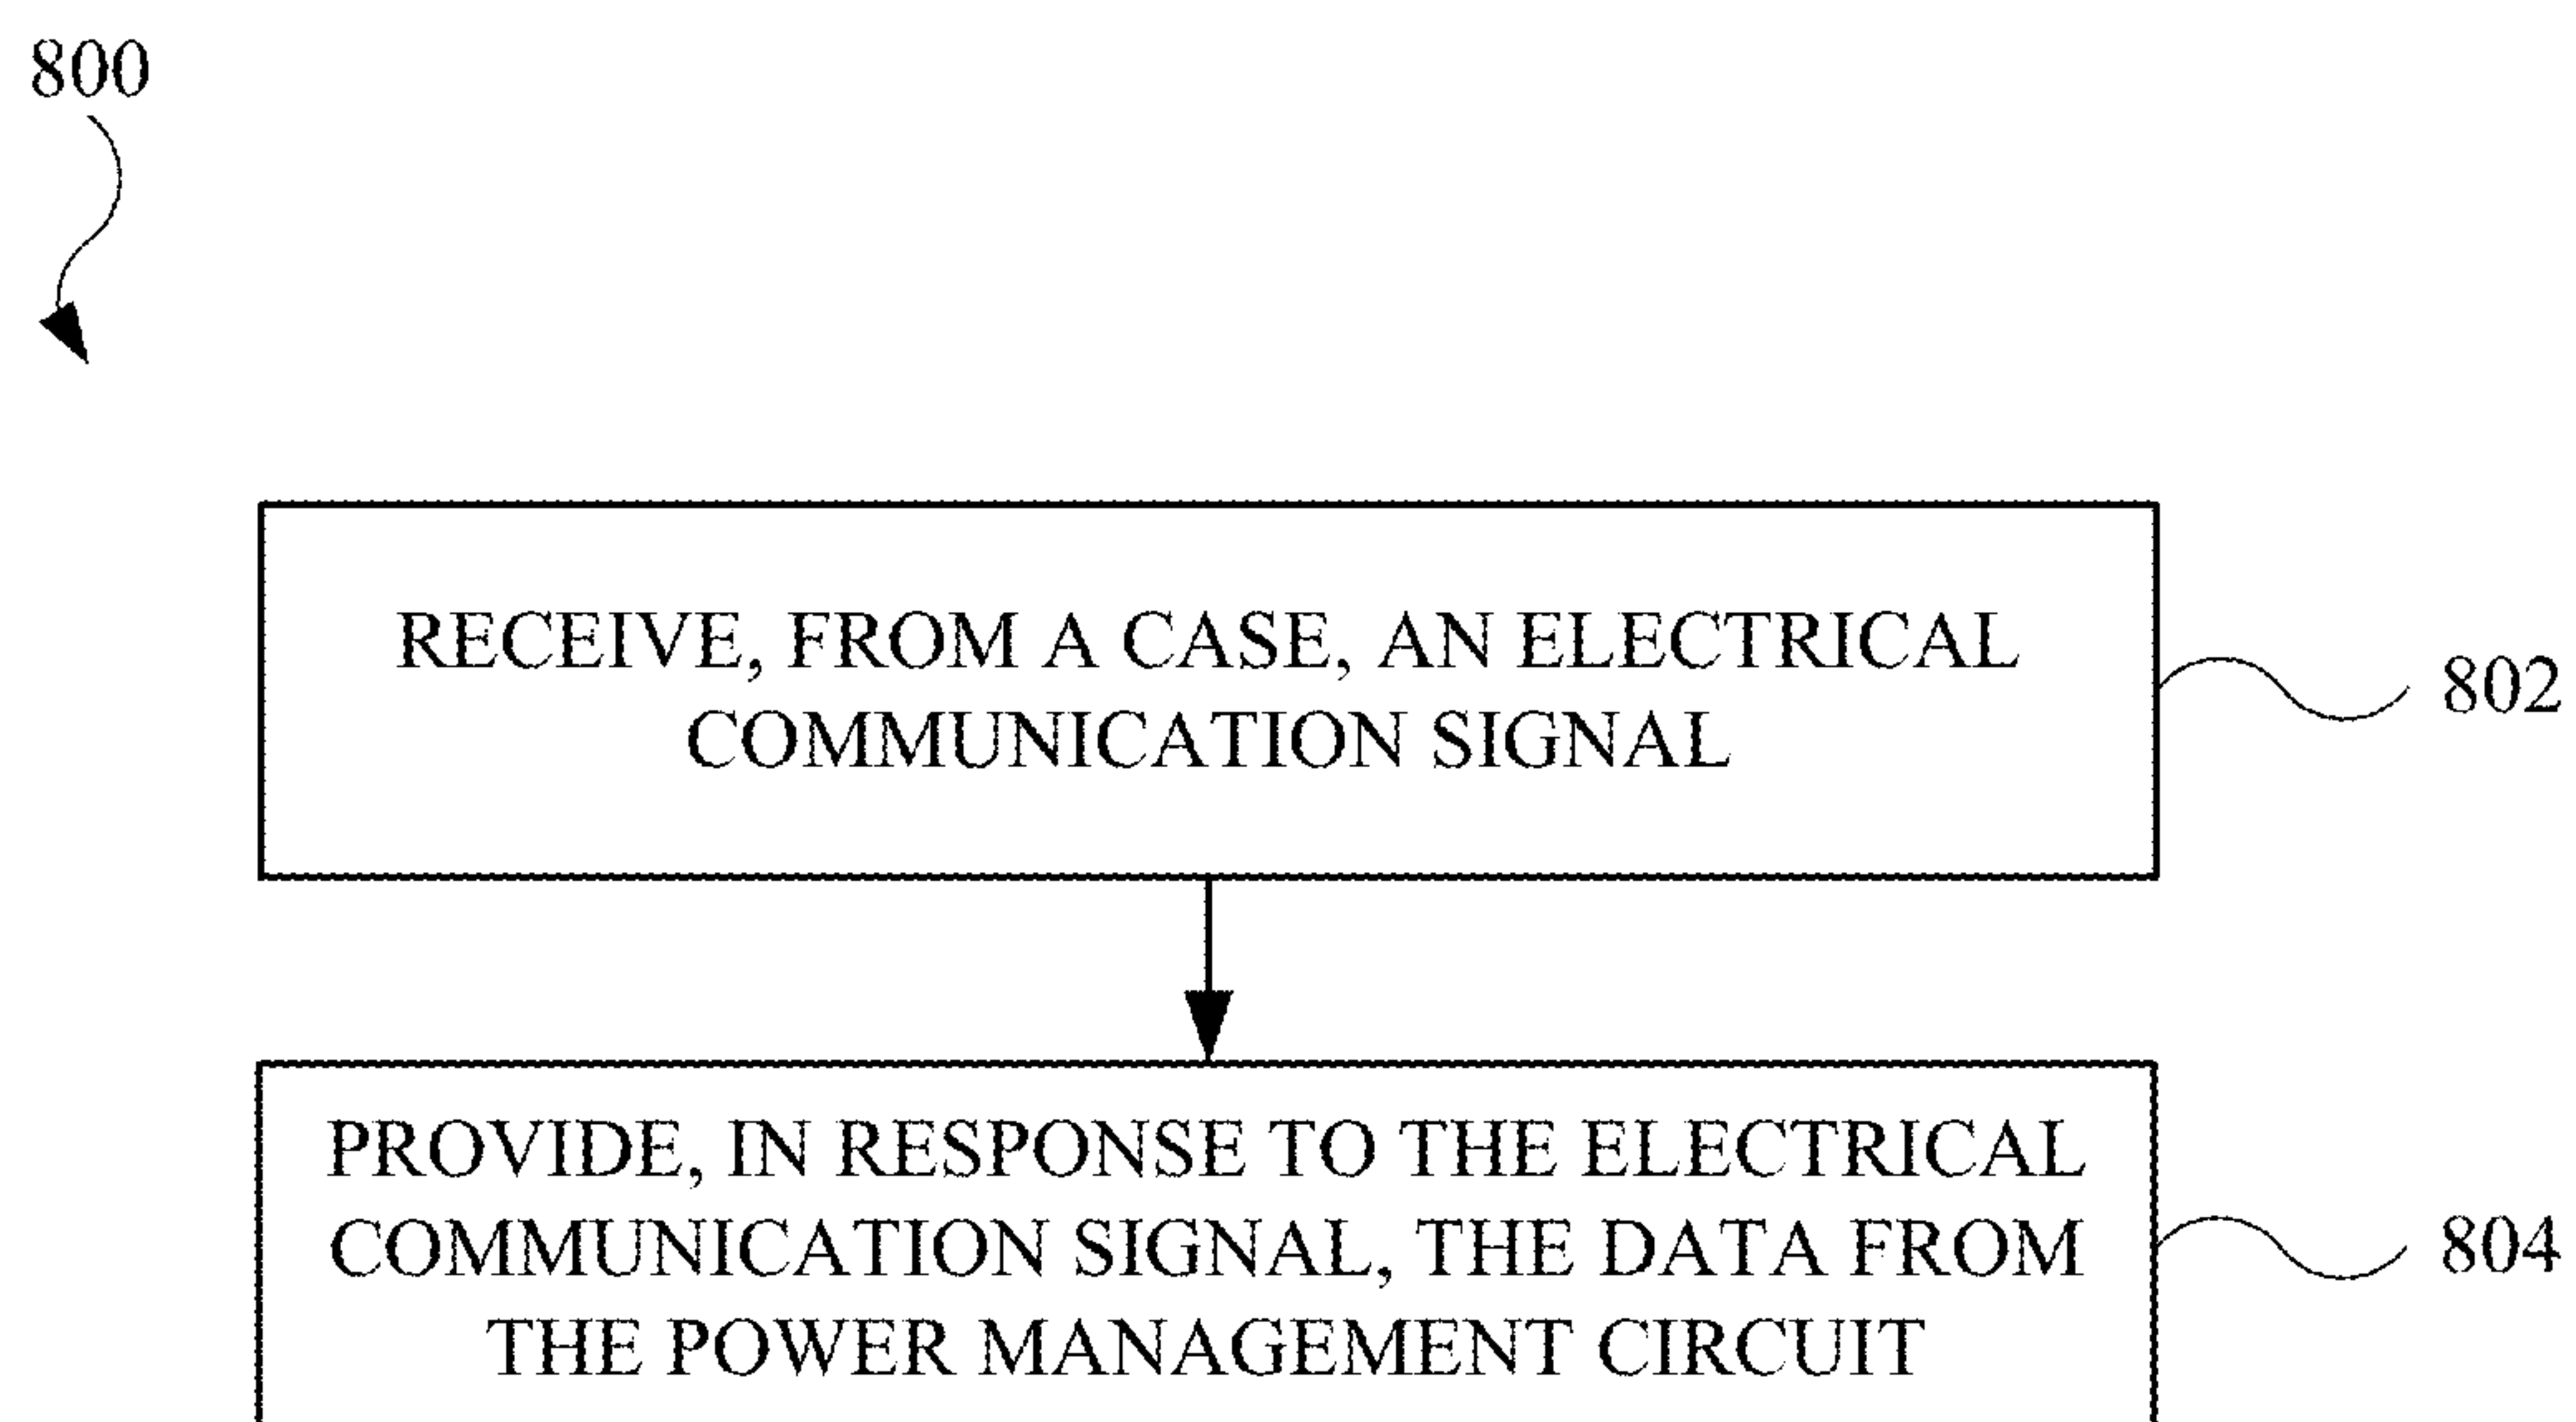 800
RECEIVE, FROM A CASE, AN ELECTRICAL
COMMUNICATION SIGNAL
802
PROVIDE, IN RESPONSE TO THE ELECTRICAL
COMMUNICATION SIGNAL, THE DATA FROM
THE POWER MANAGEMENT CIRCUIT
804